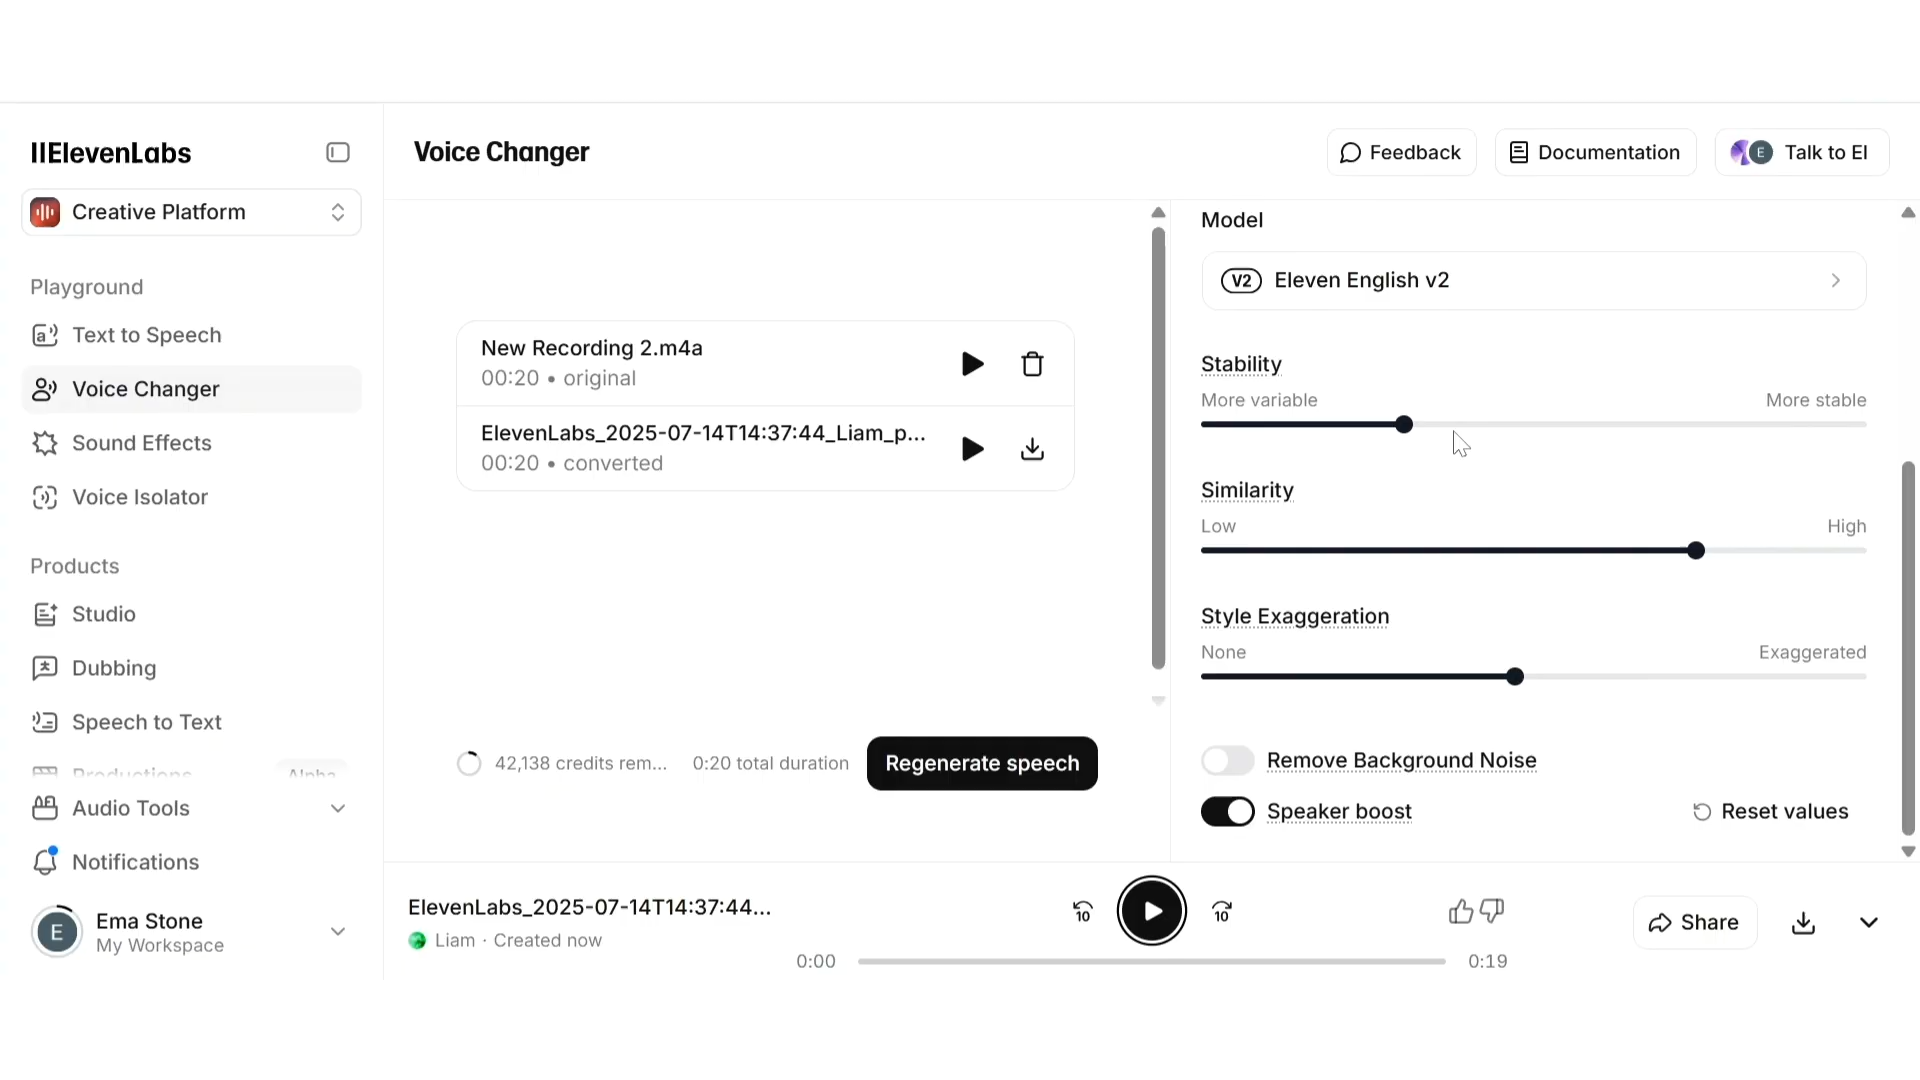 IIElevenLabs
Creative Platform
Playground
Text to Speech
Voice Changer
Sound Effects
Voice Isolator
Products
Studio
Dubbing
Speech to Text
Productions Alpha
Audio Tools
Notifications
E
Ema Stone
My Workspace
Voice Changer
Feedback
Documentation
E Talk to El
New Recording 2.m4a
00:20 • original
ElevenLabs_2025-07-14T14:37:44_Liam_p...
00:20 • converted
42,138 credits rem...
0:20 total duration
Regenerate speech
Model
V2 Eleven English v2
Stability
More variable
More stable
Similarity
Low
High
Style Exaggeration
None
Exaggerated
Remove Background Noise
Speaker boost
Reset values
ElevenLabs_2025-07-14T14:37:44...
Liam · Created now
10
10
0:00
0:19
Share